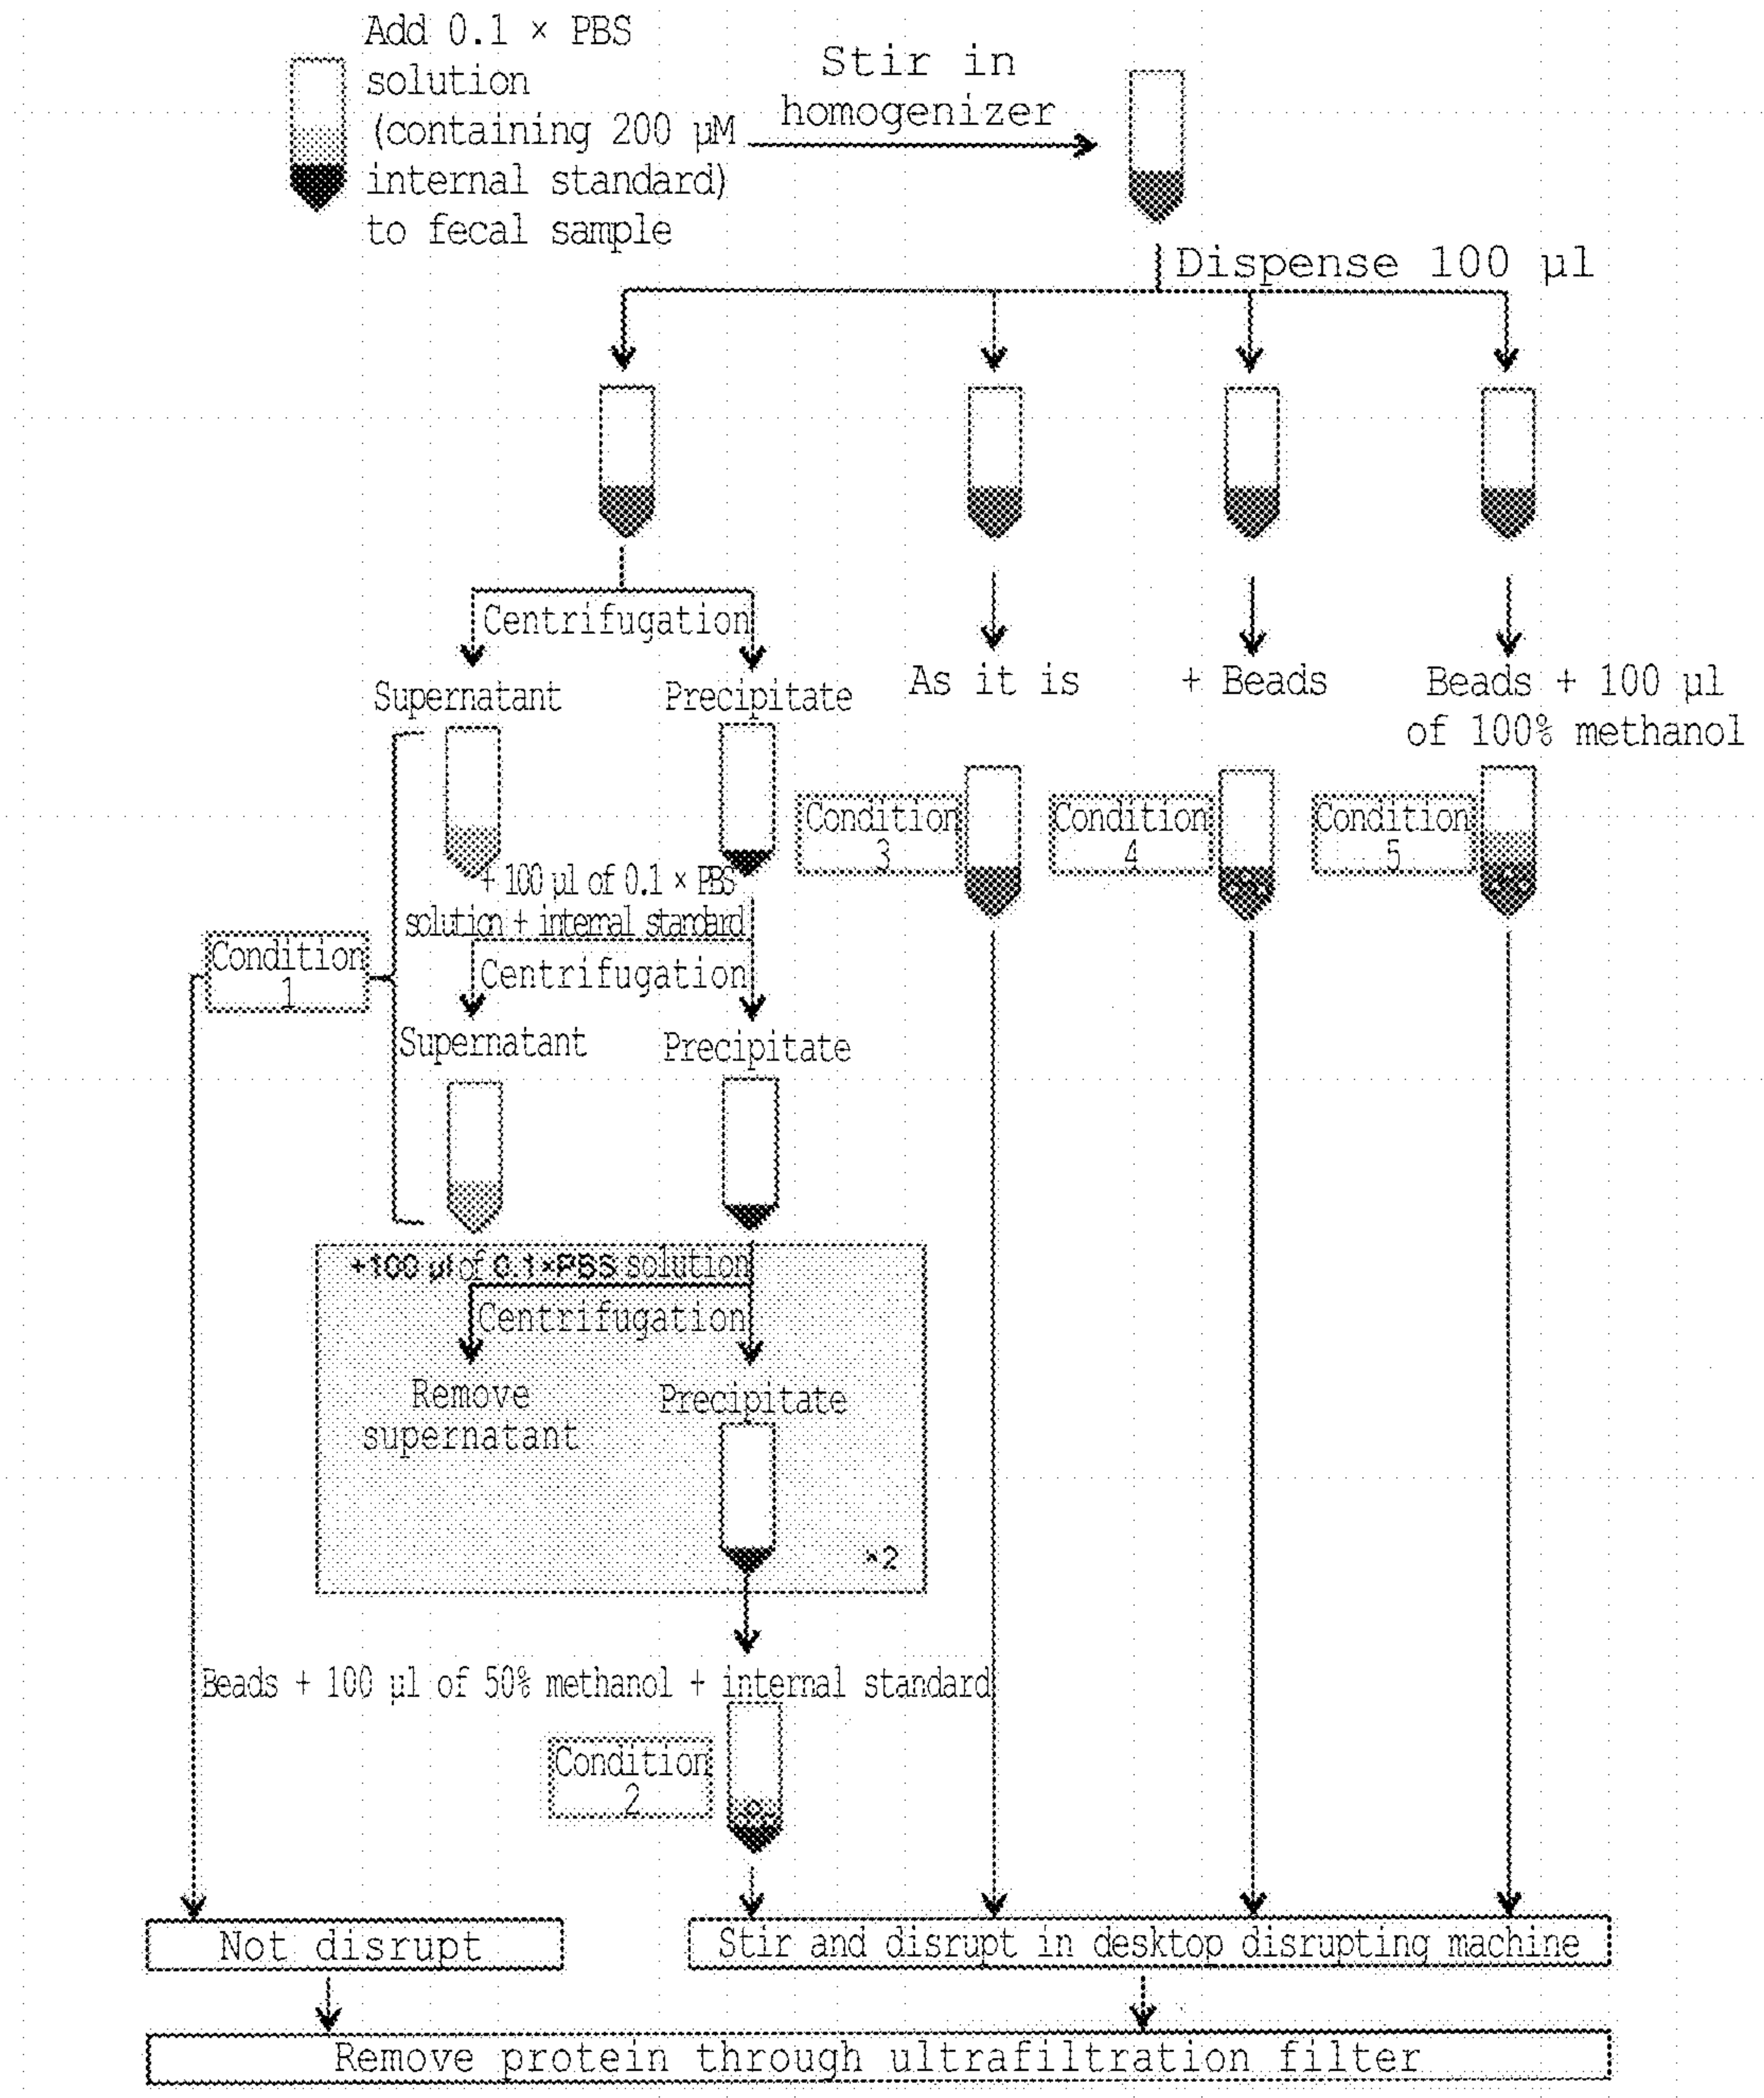 Add 0.1 × PBS
solution
(containing 200 μM
internal standard)
to fecal sample
Stir in
homogenizer
Dispense 100 μl
Centrifugation
Supernatant
Precipitate
As it is
+ Beads
Beads + 100 μl
of 100% methanol
Condition
3
Condition
4
Condition
5
+ 100 μl of 0.1 × PBS
solution + internal standard
Condition
1
Centrifugation
Supernatant
Precipitate
+100 μl of 0.1×PBS solution
Centrifugation
Remove
supernatant
Precipitate
×2
Beads + 100 μl of 50% methanol + internal standard
Condition
2
Not disrupt
Stir and disrupt in desktop disrupting machine
Remove protein through ultrafiltration filter